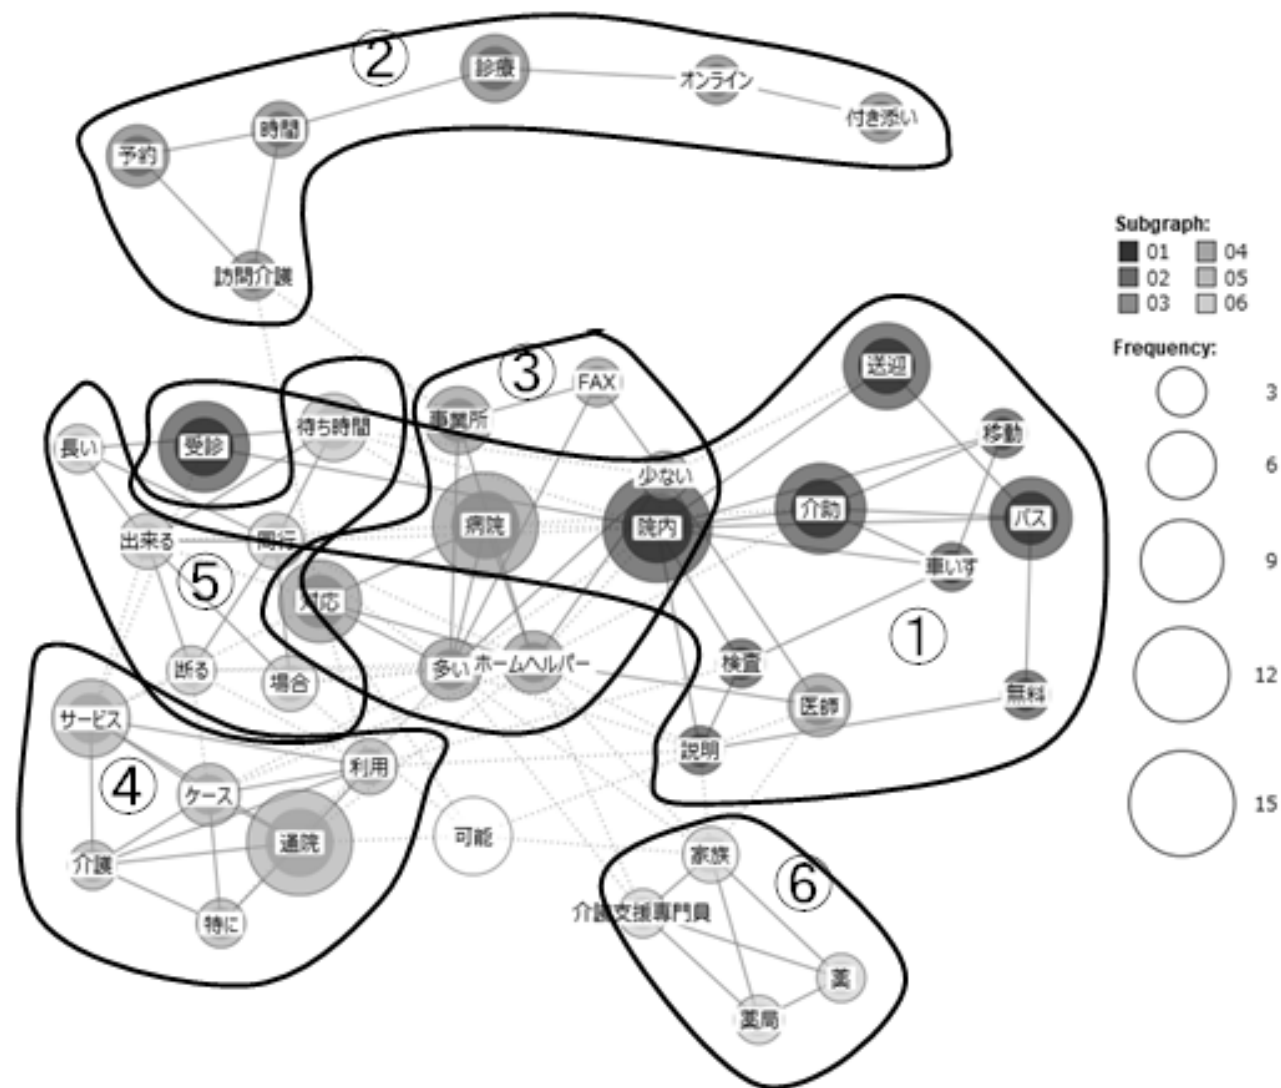 ②
診療
オンライン
付き添い
時間
予約
訪問介護
Subgraph:
01 04
02 05
03 06
Frequency:
3
6
9
12
15
③
FAX
送迎
事業所
待ち時間
受診
長い
移動
少ない
病院
院内
介助
バス
出来る
同行
車いす
⑤
対応
①
断る
場合
多い
ホームヘルパー
検査
無料
医師
サービス
説明
利用
④
ケース
通院
可能
介護
家族
⑥
特に
介護支援専門員
薬
薬局